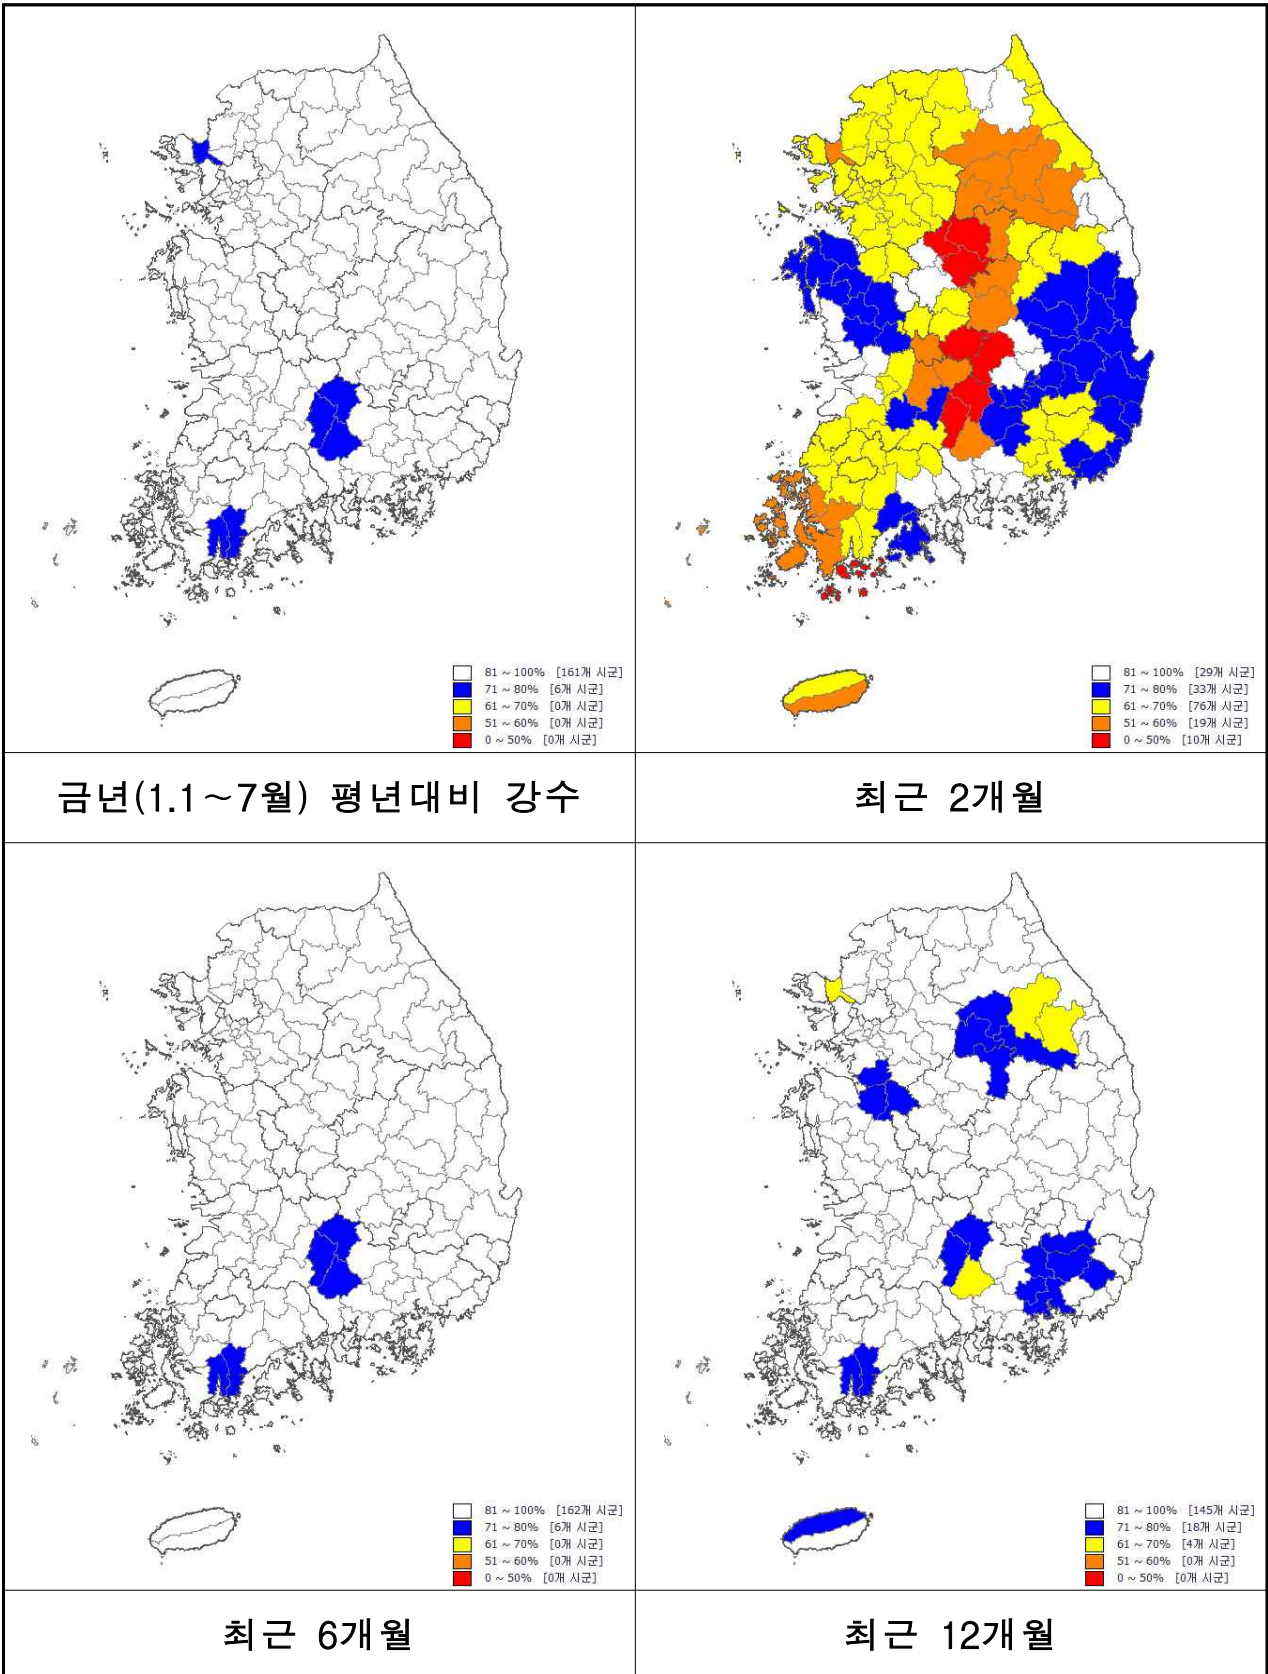 81 ~ 100% [161개 시군]
71 ~ 80% [6개 시군]
61 ~ 70% [0개 시군]
51 ~ 60% [0개 시군]
0 ~ 50% [0개 시군]
81 ~ 100% [29개 시군]
71 ~ 80% [33개 시군]
61 ~ 70% [76개 시군]
51 ~ 60% [19개 시군]
0 ~ 50% [10개 시군]
금년(1.1～7월) 평년대비 강수
최근 2개월
81 ~ 100% [162개 시군]
71 ~ 80% [6개 시군]
61 ~ 70% [0개 시군]
51 ~ 60% [0개 시군]
0 ~ 50% [0개 시군]
81 ~ 100% [145개 시군]
71 ~ 80% [18개 시군]
61 ~ 70% [4개 시군]
51 ~ 60% [0개 시군]
0 ~ 50% [0개 시군]
최근 6개월
최근 12개월